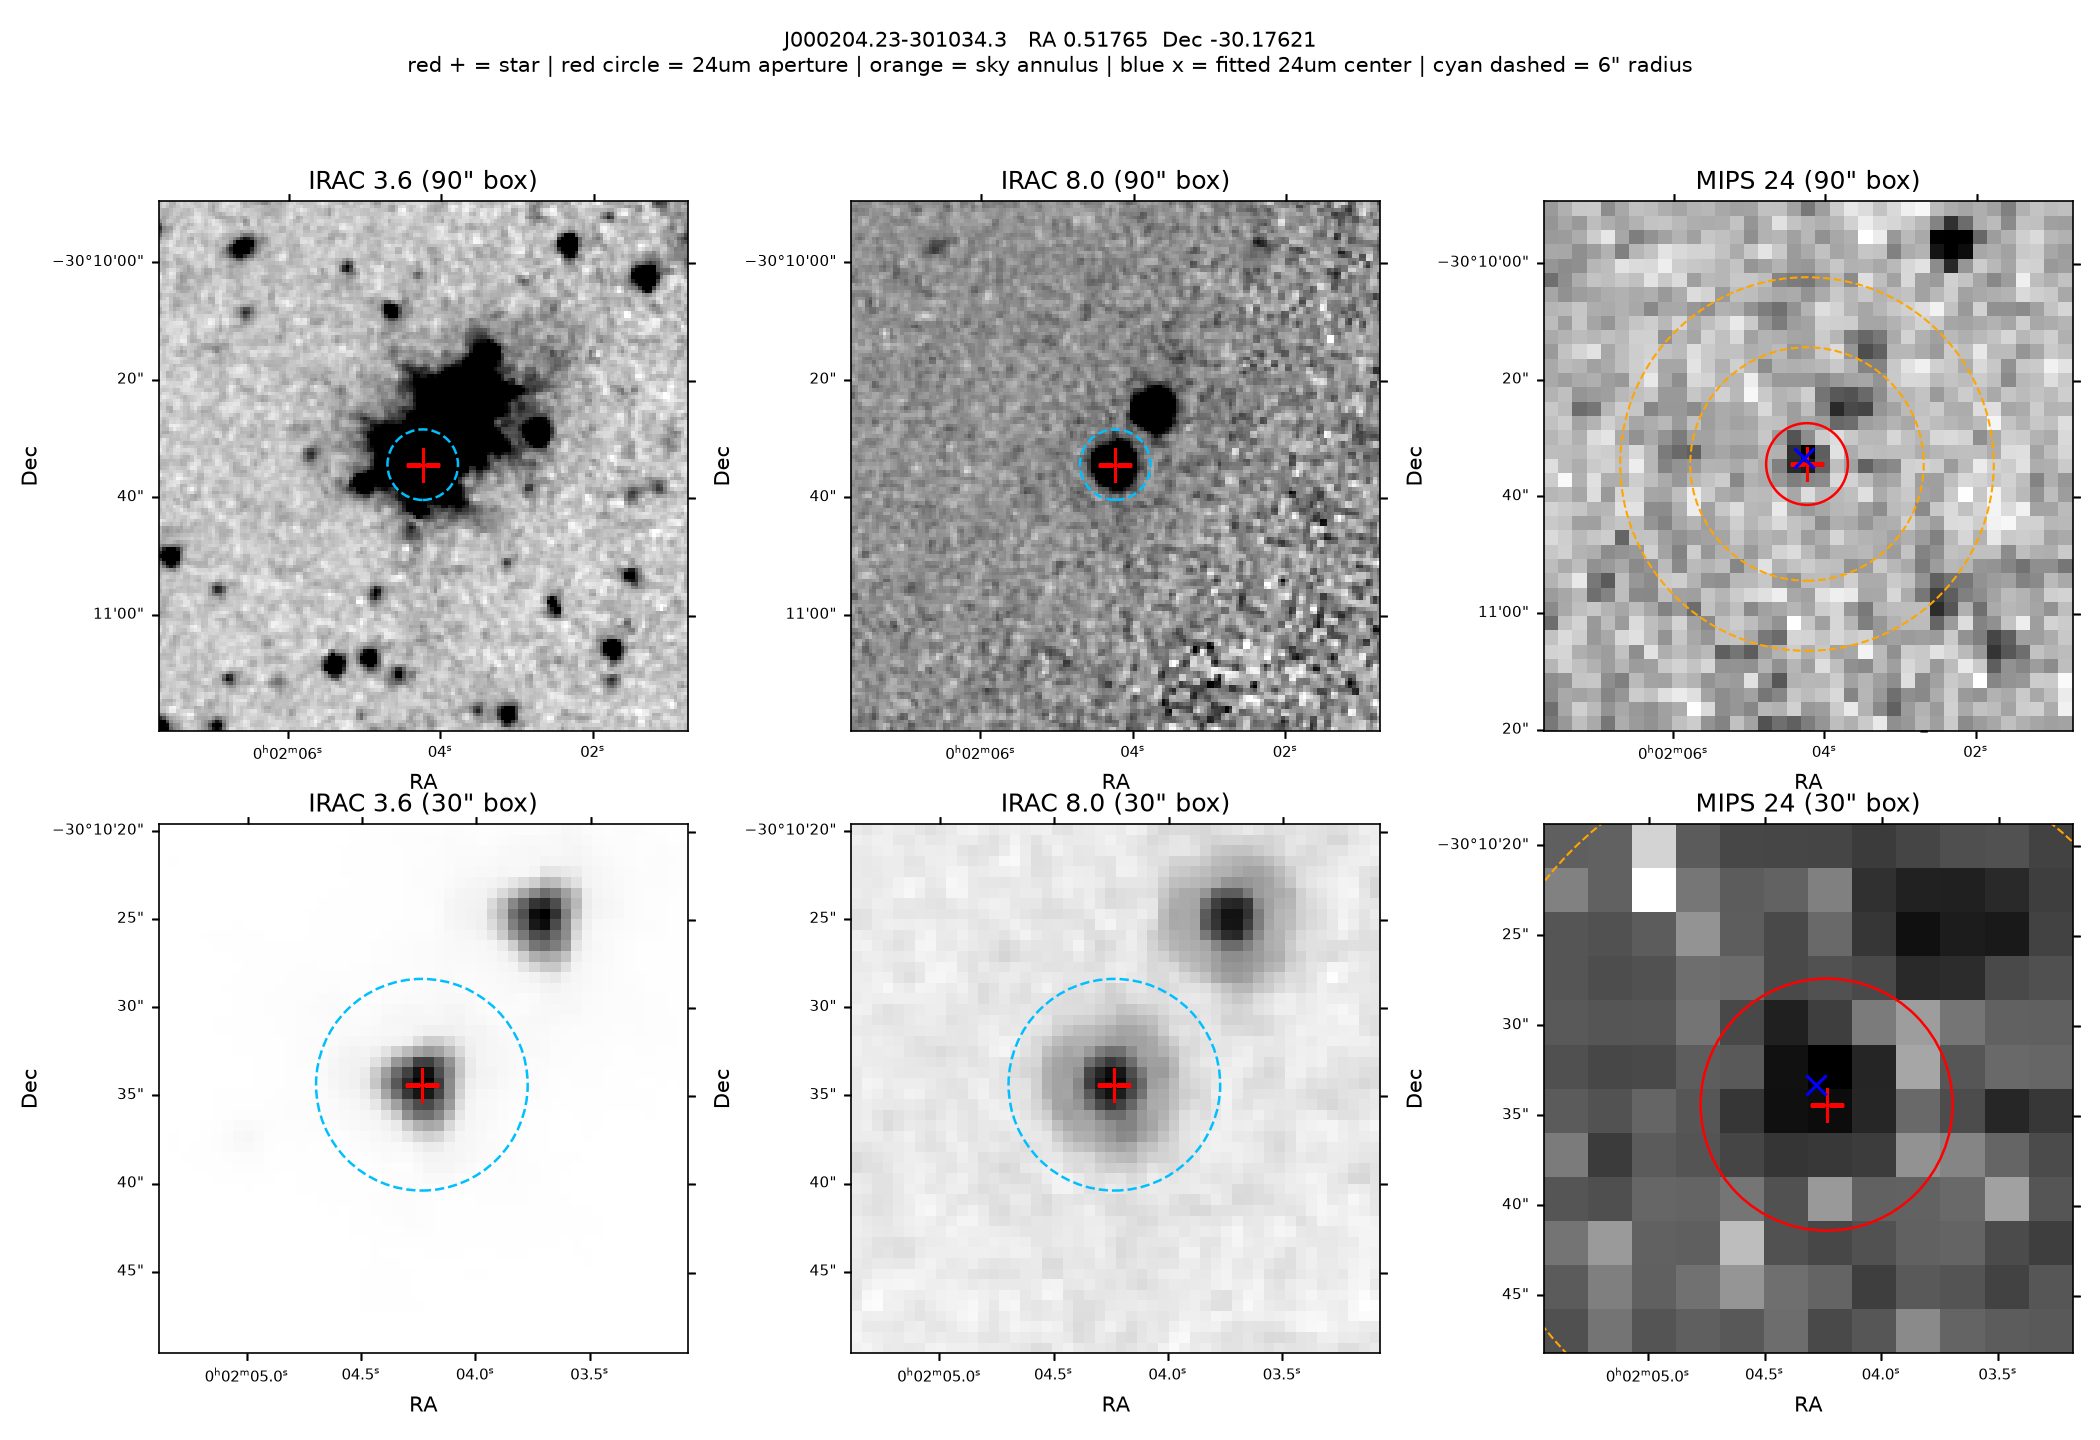 J000204.23-301034.3   RA 0.51765  Dec -30.17621
red + = star | red circle = 24um aperture | orange = sky annulus | blue x = fitted 24um center | cyan dashed = 6" radius
IRAC 3.6 (90" box)
−30°10'00"
20"
40"
11'00"
Dec
0ʰ02ᵐ06ˢ
04ˢ
02ˢ
RA
IRAC 8.0 (90" box)
−30°10'00"
20"
40"
11'00"
Dec
0ʰ02ᵐ06ˢ
04ˢ
02ˢ
RA
MIPS 24 (90" box)
−30°10'00"
20"
40"
11'00"
20"
Dec
0ʰ02ᵐ06ˢ
04ˢ
02ˢ
RA
IRAC 3.6 (30" box)
−30°10'20"
25"
30"
35"
40"
45"
Dec
0ʰ02ᵐ05.0ˢ
04.5ˢ
04.0ˢ
03.5ˢ
RA
IRAC 8.0 (30" box)
−30°10'20"
25"
30"
35"
40"
45"
Dec
0ʰ02ᵐ05.0ˢ
04.5ˢ
04.0ˢ
03.5ˢ
RA
MIPS 24 (30" box)
−30°10'20"
25"
30"
35"
40"
45"
Dec
0ʰ02ᵐ05.0ˢ
04.5ˢ
04.0ˢ
03.5ˢ
RA